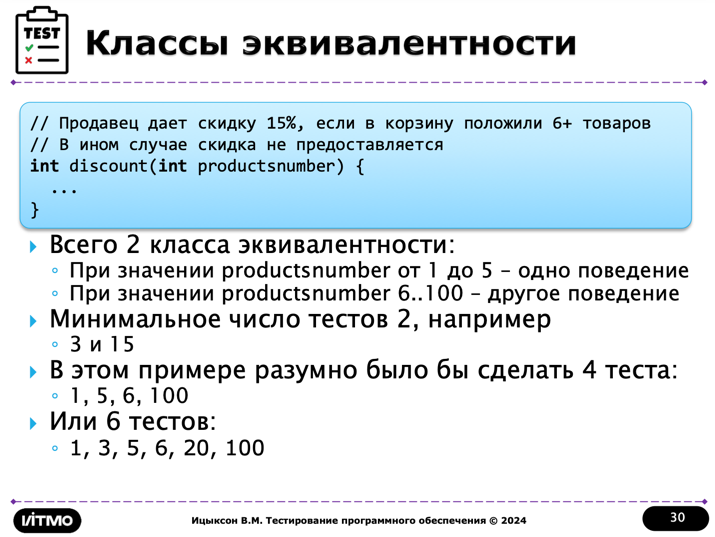 TEST
Классы эквивалентности
// Продавец дает скидку 15%, если в корзину положили 6+ товаров
// В ином случае скидка не предоставляется
int discount(int productsnumber) {
...
}
Всего 2 класса эквивалентности:
При значении productsnumber от 1 до 5 – одно поведение
При значении productsnumber 6..100 – другое поведение
Минимальное число тестов 2, например
3 и 15
В этом примере разумно было бы сделать 4 теста:
1, 5, 6, 100
Или 6 тестов:
1, 3, 5, 6, 20, 100
ИТМО
Ицыксон В.М. Тестирование программного обеспечения © 2024
30